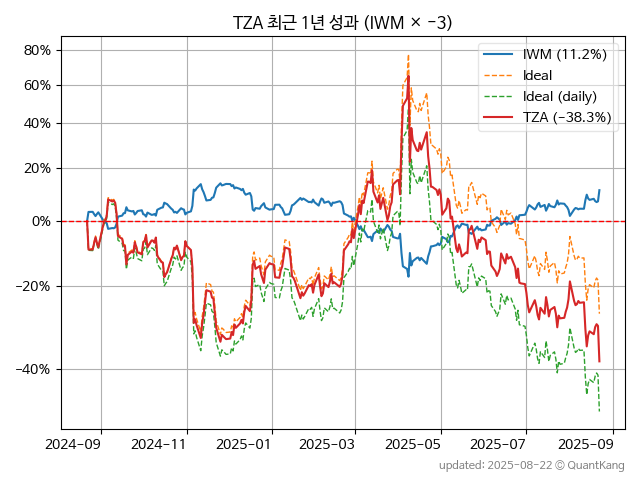 TZA 최근 1년 성과 (IWM × −3)
80%
60%
40%
20%
0%
−20%
−40%
IWM (11.2%)
Ideal
Ideal (daily)
TZA (−38.3%)
2024-09 2024-11 2025-01 2025-03 2025-05 2025-07 2025-09
updated: 2025-08-22 © QuantKang